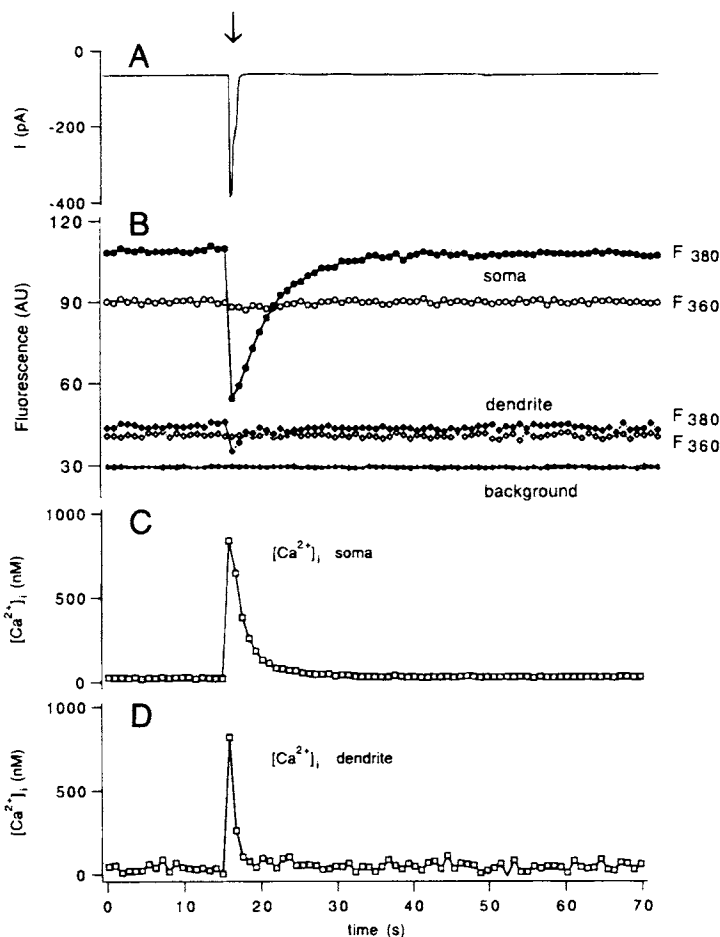 A
0
-200
-400
I (pA)
B
120
90
60
30
Fluorescence (AU)
F 380
soma
F 360
dendrite
F 380
F 360
background
C
1000
500
0
[Ca2+]i (nM)
[Ca2+]i soma
D
1000
500
0
[Ca2+]i (nM)
[Ca2+]i dendrite
0 10 20 30 40 50 60 70
time (s)